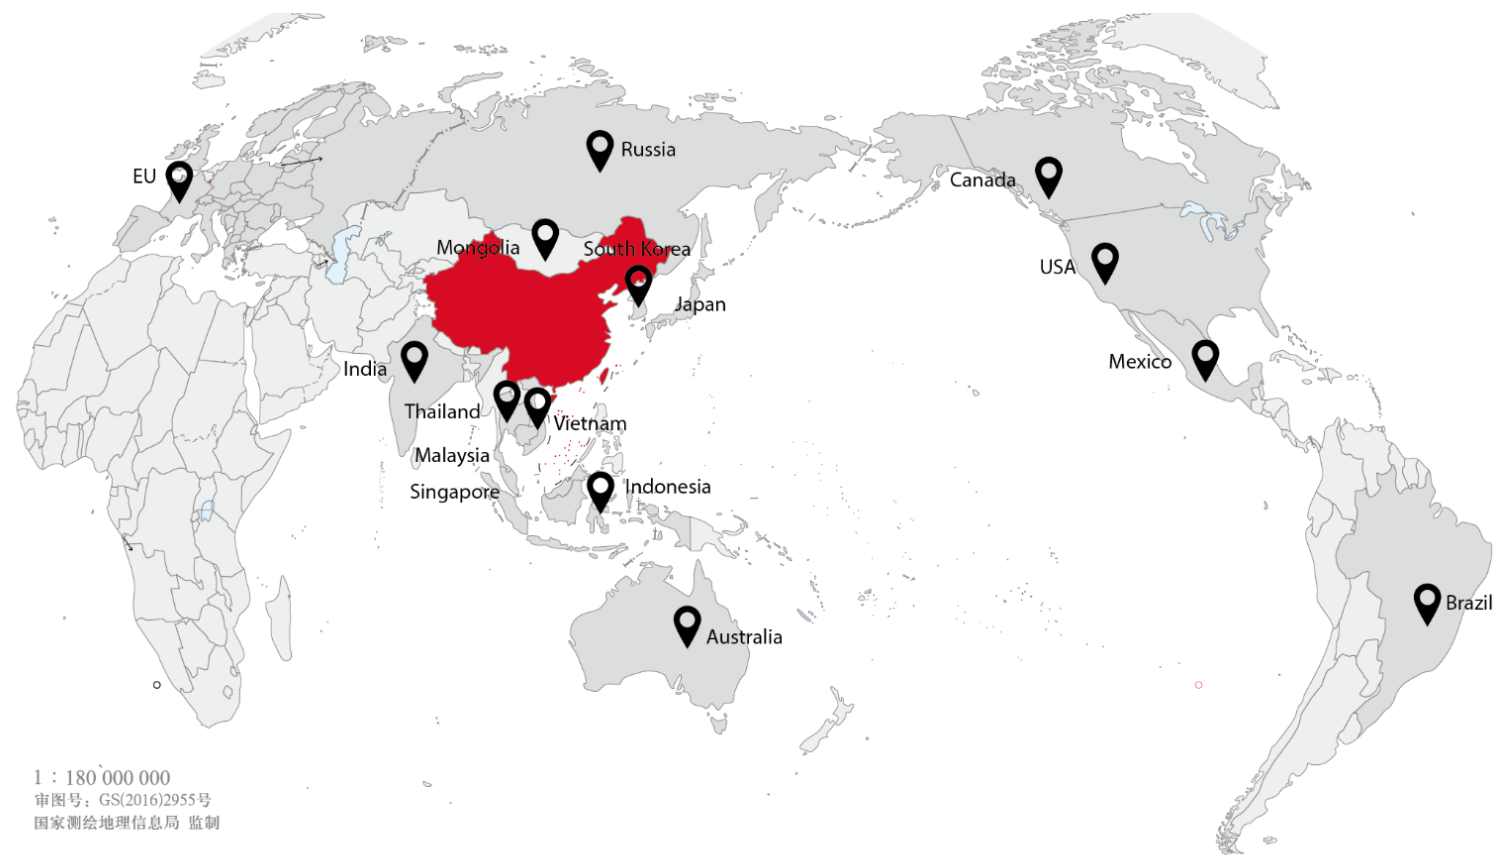 Russia
EU
Canada
Mongolia
South Korea
USA
Japan
Mexico
India
Thailand
Vietnam
Malaysia
Singapore
Indonesia
Brazil
Australia
1：180 000 000
审图号：GS(2016)2955号
国家测绘地理信息局 监制